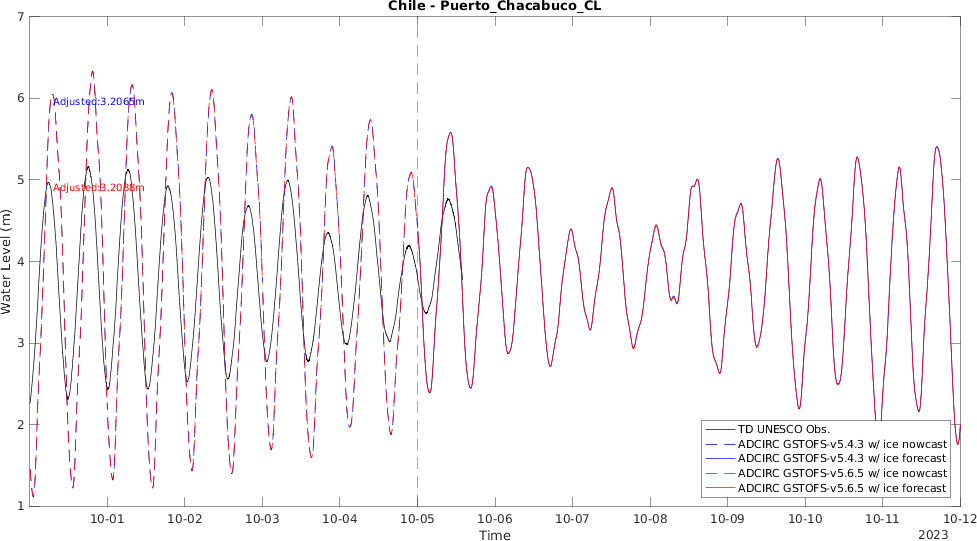 Chile - Puerto_Chacabuco_CL
7
6
5
4
3
2
1
Water Level (m)
Adjusted:3.2065m
Adjusted:3.2038m
TD UNESCO Obs.
ADCIRC GSTOFS-v5.4.3 w/ ice nowcast
ADCIRC GSTOFS-v5.4.3 w/ ice forecast
ADCIRC GSTOFS-v5.6.5 w/ ice nowcast
ADCIRC GSTOFS-v5.6.5 w/ ice forecast
10-01 10-02 10-03 10-04 10-05 10-06 10-07 10-08 10-09 10-10 10-11 10-12
Time
2023